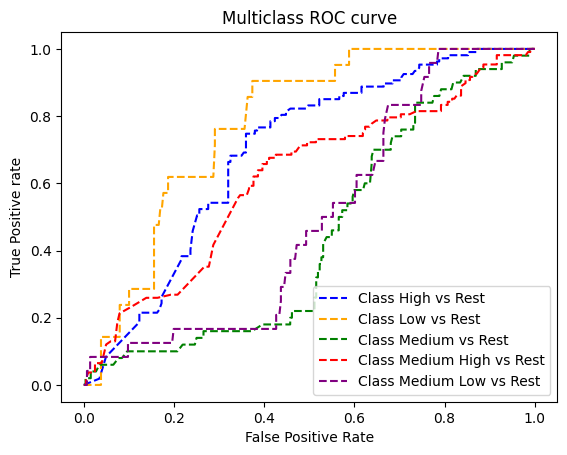 Multiclass ROC curve
True Positive rate
1.0
0.8
0.6
0.4
0.2
0.0
Class High vs Rest
Class Low vs Rest
Class Medium vs Rest
Class Medium High vs Rest
Class Medium Low vs Rest
0.0 0.2 0.4 0.6 0.8 1.0
False Positive Rate